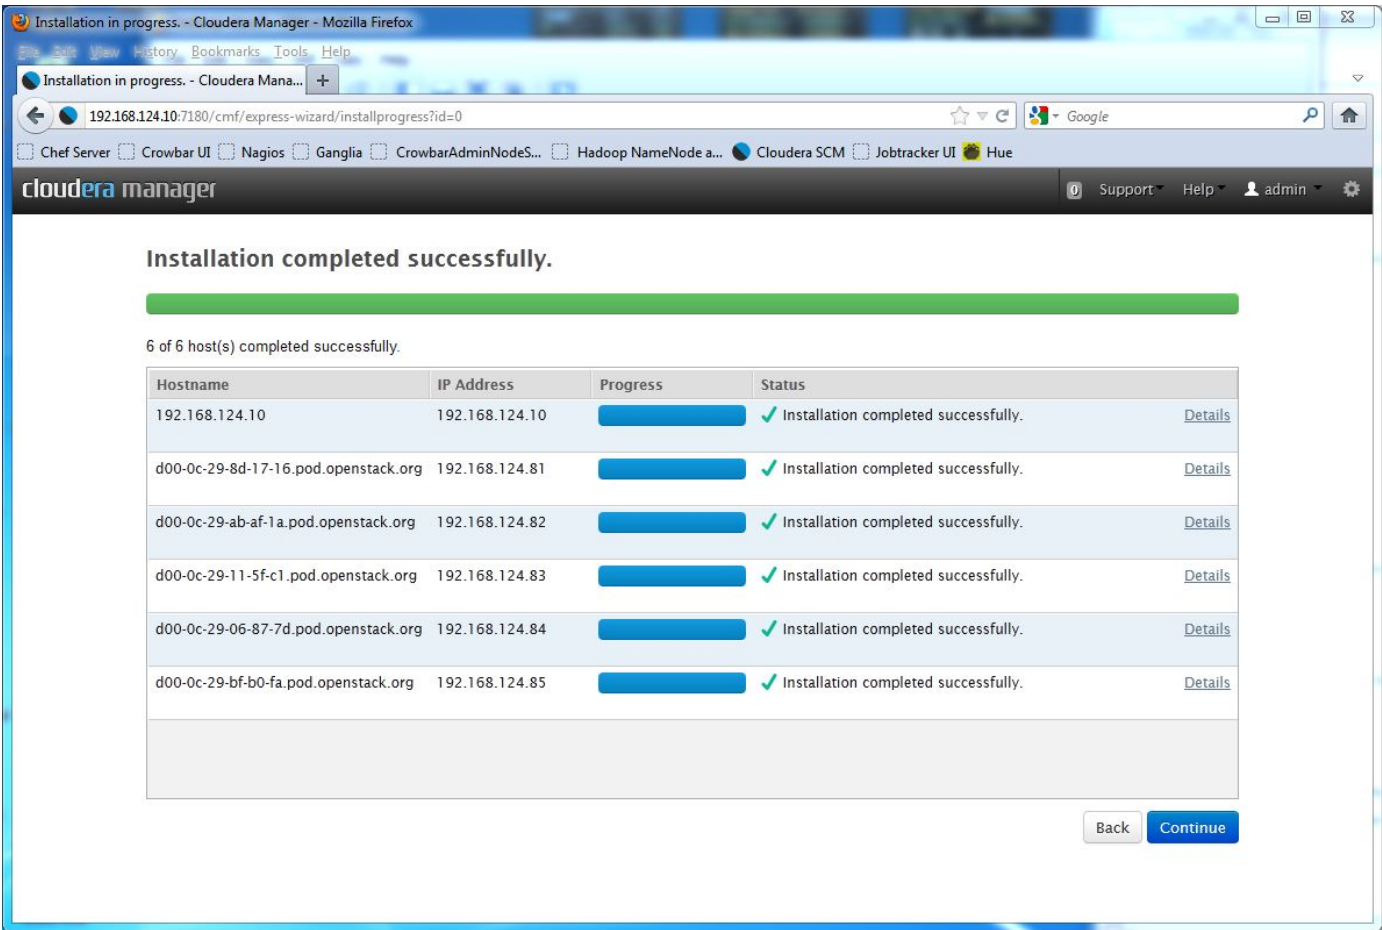 Installation in progress. - Cloudera Manager - Mozilla Firefox
File Edit View History Bookmarks Tools Help
Installation in progress. - Cloudera Mana... +
192.168.124.10:7180/cmf/express-wizard/installprogress?id=0 Google
Chef Server Crowbar UI Nagios Ganglia CrowbarAdminNodeS... Hadoop NameNode a... Cloudera SCM Jobtracker UI Hue
cloudera manager 0 Support Help admin
Installation completed successfully.
6 of 6 host(s) completed successfully.
Hostname IP Address Progress Status
192.168.124.10 192.168.124.10 Installation completed successfully. Details
d00-0c-29-8d-17-16.pod.openstack.org 192.168.124.81 Installation completed successfully. Details
d00-0c-29-ab-af-1a.pod.openstack.org 192.168.124.82 Installation completed successfully. Details
d00-0c-29-11-5f-c1.pod.openstack.org 192.168.124.83 Installation completed successfully. Details
d00-0c-29-06-87-7d.pod.openstack.org 192.168.124.84 Installation completed successfully. Details
d00-0c-29-bf-b0-fa.pod.openstack.org 192.168.124.85 Installation completed successfully. Details
Back Continue